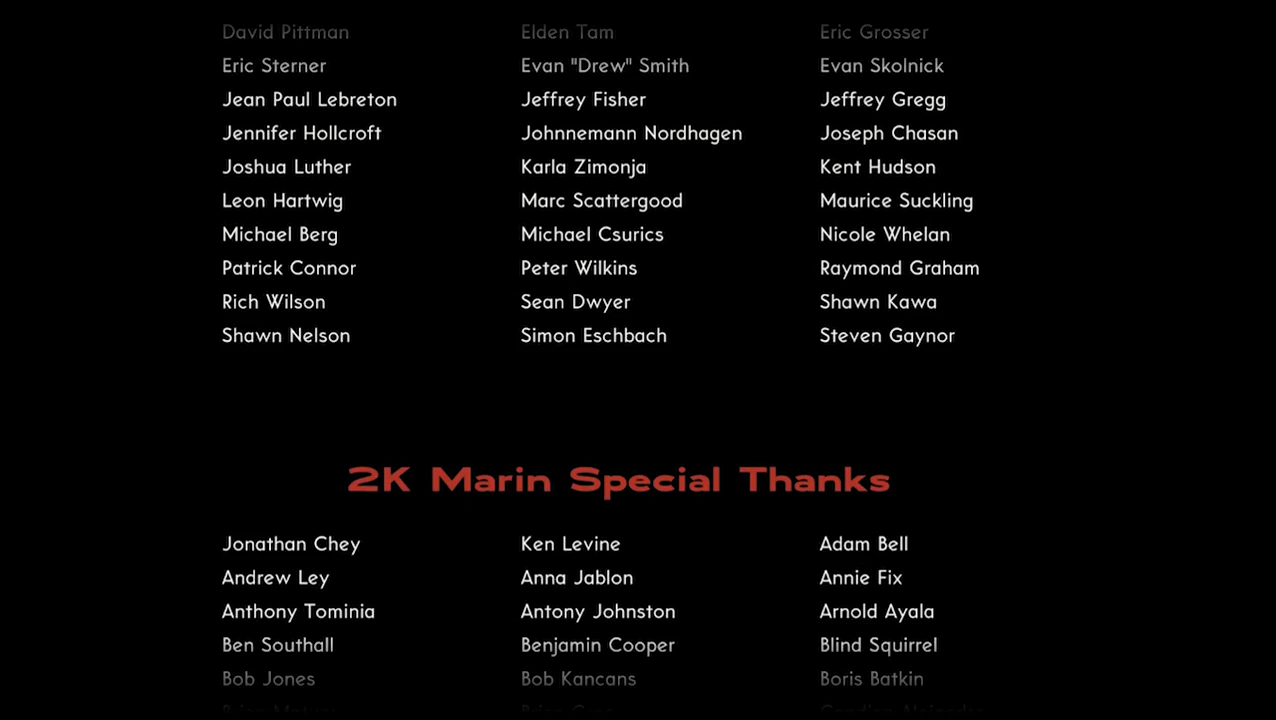 David Pittman Elden Tam Eric Grosser
Eric Sterner Evan "Drew" Smith Evan Skolnick
Jean Paul Lebreton Jeffrey Fisher Jeffrey Gregg
Jennifer Hollcroft Johnnemann Nordhagen Joseph Chasan
Joshua Luther Karla Zimonja Kent Hudson
Leon Hartwig Marc Scattergood Maurice Suckling
Michael Berg Michael Csurics Nicole Whelan
Patrick Connor Peter Wilkins Raymond Graham
Rich Wilson Sean Dwyer Shawn Kawa
Shawn Nelson Simon Eschbach Steven Gaynor
2K Marin Special Thanks
Jonathan Chey Ken Levine Adam Bell
Andrew Ley Anna Jablon Annie Fix
Anthony Tominia Antony Johnston Arnold Ayala
Ben Southall Benjamin Cooper Blind Squirrel
Bob Jones Bob Kancans Boris Batkin